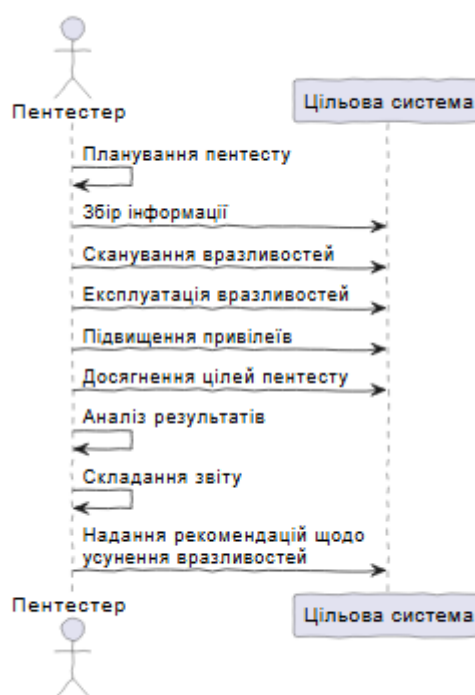 Пентестер
Цільова система
Планування пентесту
Збір інформації
Сканування вразливостей
Експлуатація вразливостей
Підвищення привілеїв
Досягнення цілей пентесту
Аналіз результатів
Складання звіту
Надання рекомендацій щодо
усунення вразливостей
Пентестер
Цільова система